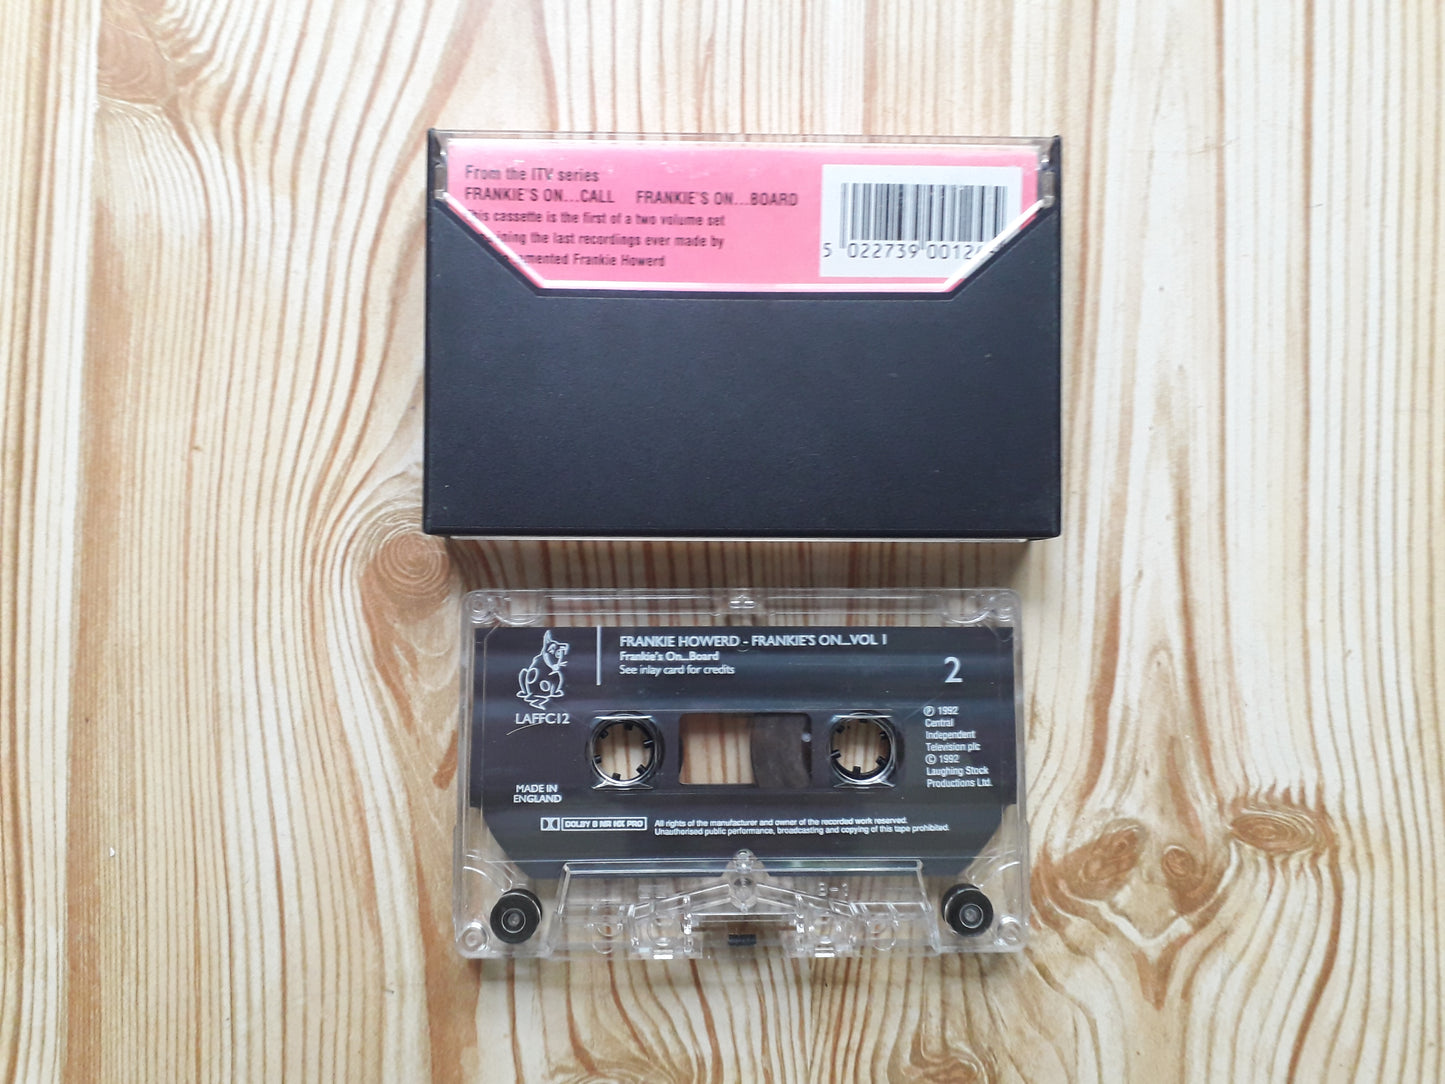 From the ITV series
FRANKIE'S ON...CALL FRANKIE'S ON...BOARD
This cassette is the first of a two volume set
the last recordings ever made by
Frankie Howerd
5 022739 0012
FRANKIE HOWERD - FRANKIE'S ON...VOL 1
Frankie's On...Board
See inlay card for credits
2
LAFFC12
℗ 1992
Central
Independent
Television plc
© 1992
Laughing Stock
Productions Ltd.
MADE IN
ENGLAND
DOLBY B NR HX PRO
All rights of the manufacturer and owner of the recorded work reserved.
Unauthorised public performance, broadcasting and copying of this tape prohibited.